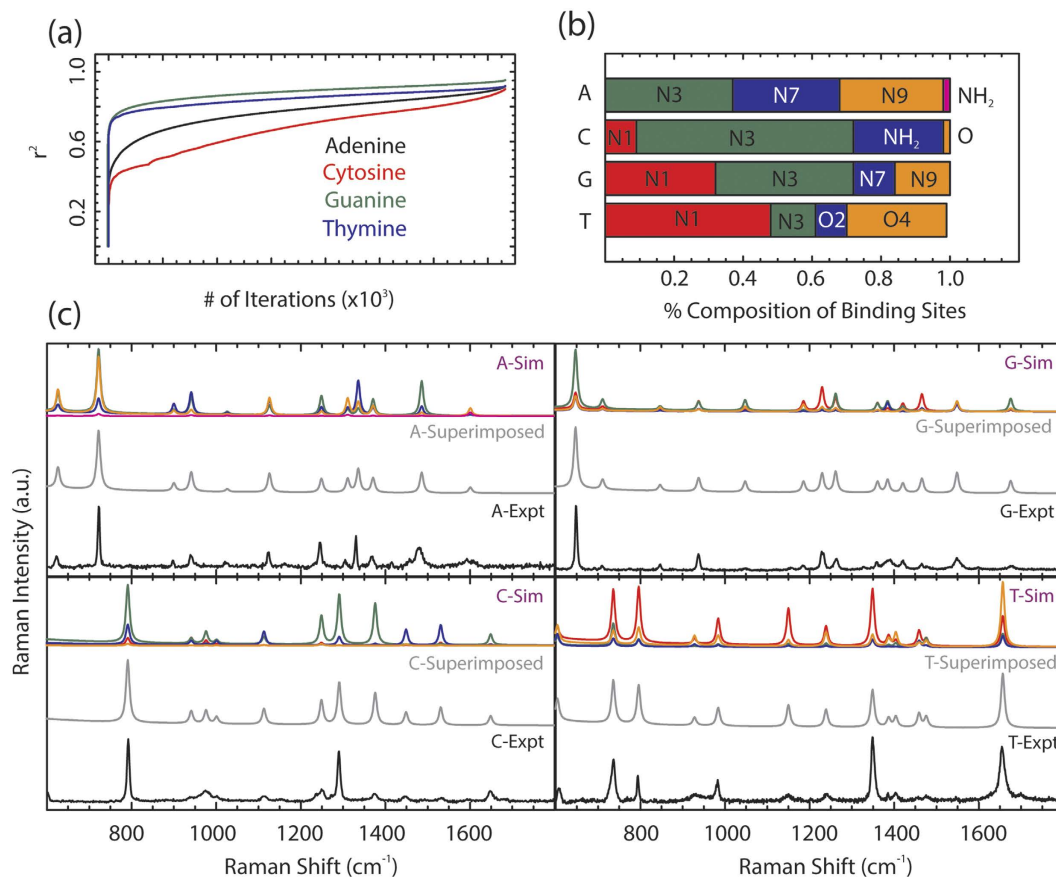 (a)
1.0
0.6
0.2
r²
Adenine
Cytosine
Guanine
Thymine
# of Iterations (x10³)
(b)
A N3 N7 N9 NH₂
C N1 N3 NH₂ O
G N1 N3 N7 N9
T N1 N3 O2 O4
0.2 0.4 0.6 0.8 1.0
% Composition of Binding Sites
(c)
Raman Intensity (a.u.)
A-Sim
A-Superimposed
A-Expt
G-Sim
G-Superimposed
G-Expt
C-Sim
C-Superimposed
C-Expt
T-Sim
T-Superimposed
T-Expt
800 1000 1200 1400 1600
Raman Shift (cm⁻¹)
800 1000 1200 1400 1600
Raman Shift (cm⁻¹)